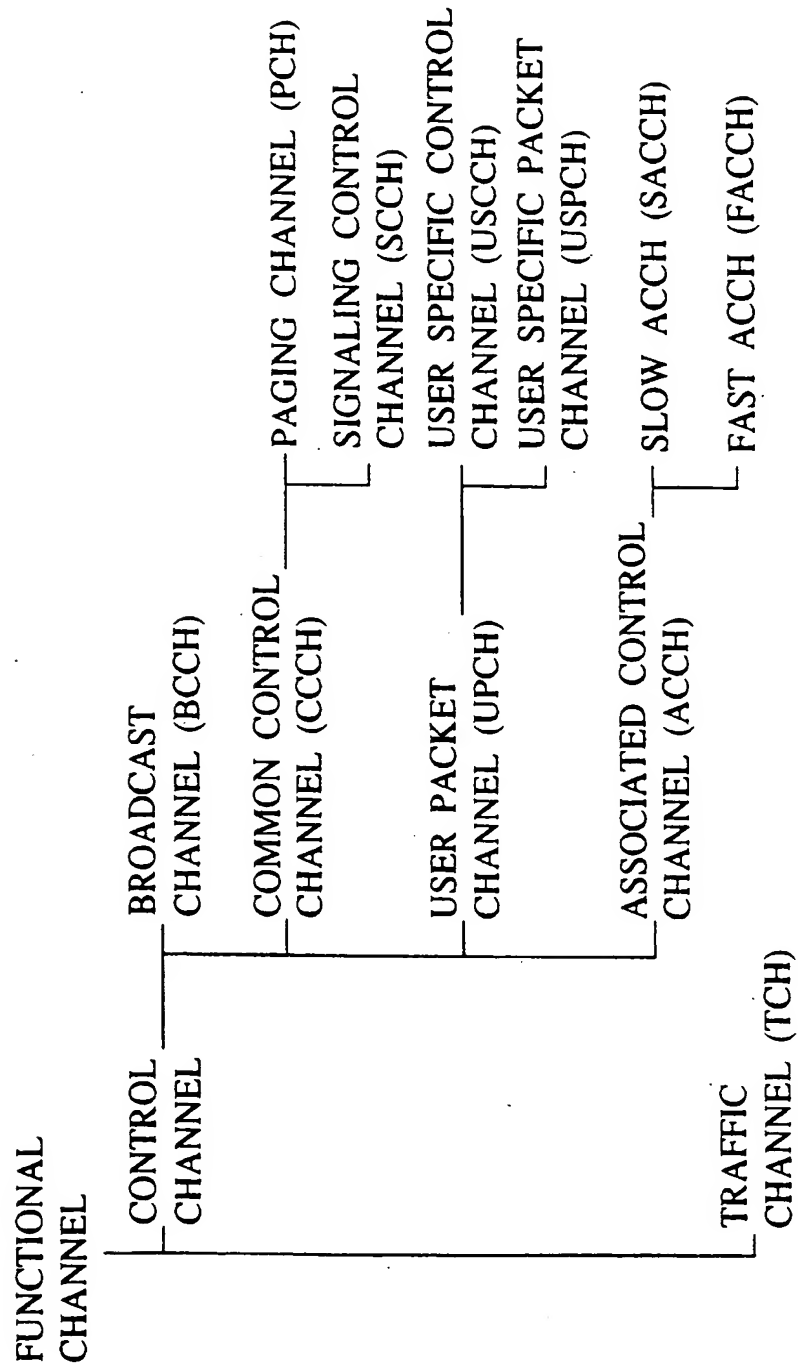 FUNCTIONAL
CHANNEL
CONTROL
CHANNEL
BROADCAST
CHANNEL (BCCH)
COMMON CONTROL
CHANNEL (CCCH)
PAGING CHANNEL (PCH)
SIGNALING CONTROL
CHANNEL (SCCH)
USER PACKET
CHANNEL (UPCH)
USER SPECIFIC CONTROL
CHANNEL (USCCH)
USER SPECIFIC PACKET
CHANNEL (USPCH)
ASSOCIATED CONTROL
CHANNEL (ACCH)
SLOW ACCH (SACCH)
FAST ACCH (FACCH)
TRAFFIC
CHANNEL (TCH)